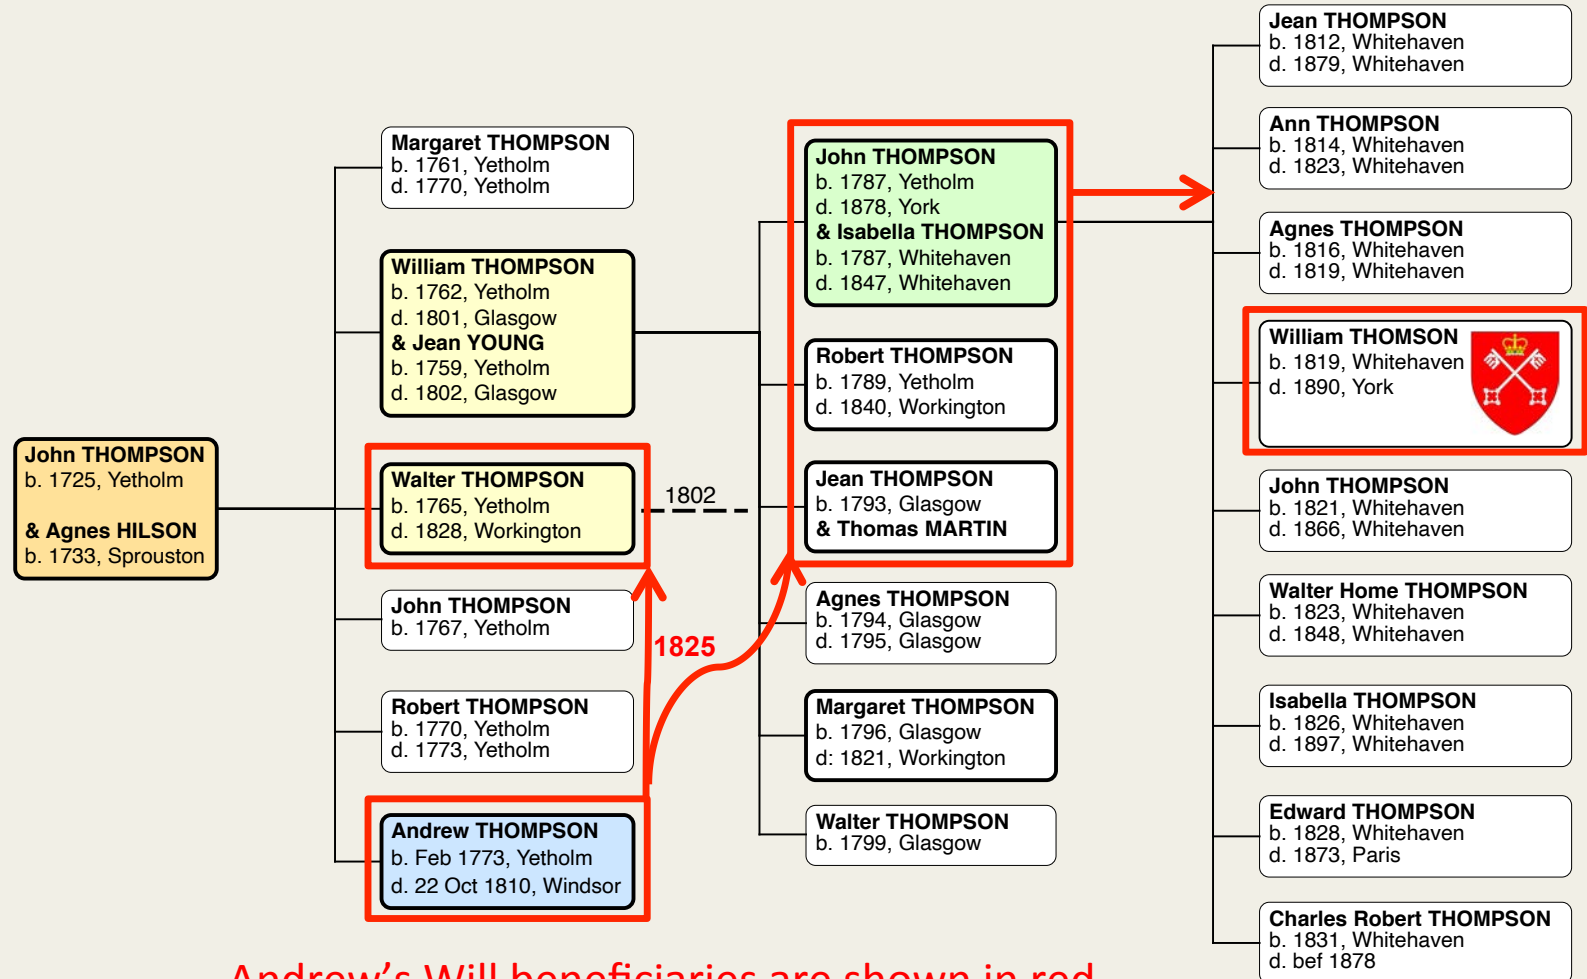 John THOMPSON
b. 1725, Yetholm
& Agnes HILSON
b. 1733, Sprouston
Margaret THOMPSON
b. 1761, Yetholm
d. 1770, Yetholm
William THOMPSON
b. 1762, Yetholm
d. 1801, Glasgow
& Jean YOUNG
b. 1759, Yetholm
d. 1802, Glasgow
Walter THOMPSON
b. 1765, Yetholm
d. 1828, Workington
John THOMPSON
b. 1767, Yetholm
Robert THOMPSON
b. 1770, Yetholm
d. 1773, Yetholm
Andrew THOMPSON
b. Feb 1773, Yetholm
d. 22 Oct 1810, Windsor
1802
1825
John THOMPSON
b. 1787, Yetholm
d. 1878, York
& Isabella THOMPSON
b. 1787, Whitehaven
d. 1847, Whitehaven
Robert THOMPSON
b. 1789, Yetholm
d. 1840, Workington
Jean THOMPSON
b. 1793, Glasgow
& Thomas MARTIN
Agnes THOMPSON
b. 1794, Glasgow
d. 1795, Glasgow
Margaret THOMPSON
b. 1796, Glasgow
d: 1821, Workington
Walter THOMPSON
b. 1799, Glasgow
Jean THOMPSON
b. 1812, Whitehaven
d. 1879, Whitehaven
Ann THOMPSON
b. 1814, Whitehaven
d. 1823, Whitehaven
Agnes THOMPSON
b. 1816, Whitehaven
d. 1819, Whitehaven
William THOMSON
b. 1819, Whitehaven
d. 1890, York
John THOMPSON
b. 1821, Whitehaven
d. 1866, Whitehaven
Walter Home THOMPSON
b. 1823, Whitehaven
d. 1848, Whitehaven
Isabella THOMPSON
b. 1826, Whitehaven
d. 1897, Whitehaven
Edward THOMPSON
b. 1828, Whitehaven
d. 1873, Paris
Charles Robert THOMPSON
b. 1831, Whitehaven
d. bef 1878
Andrew's Will beneficiaries are shown in red